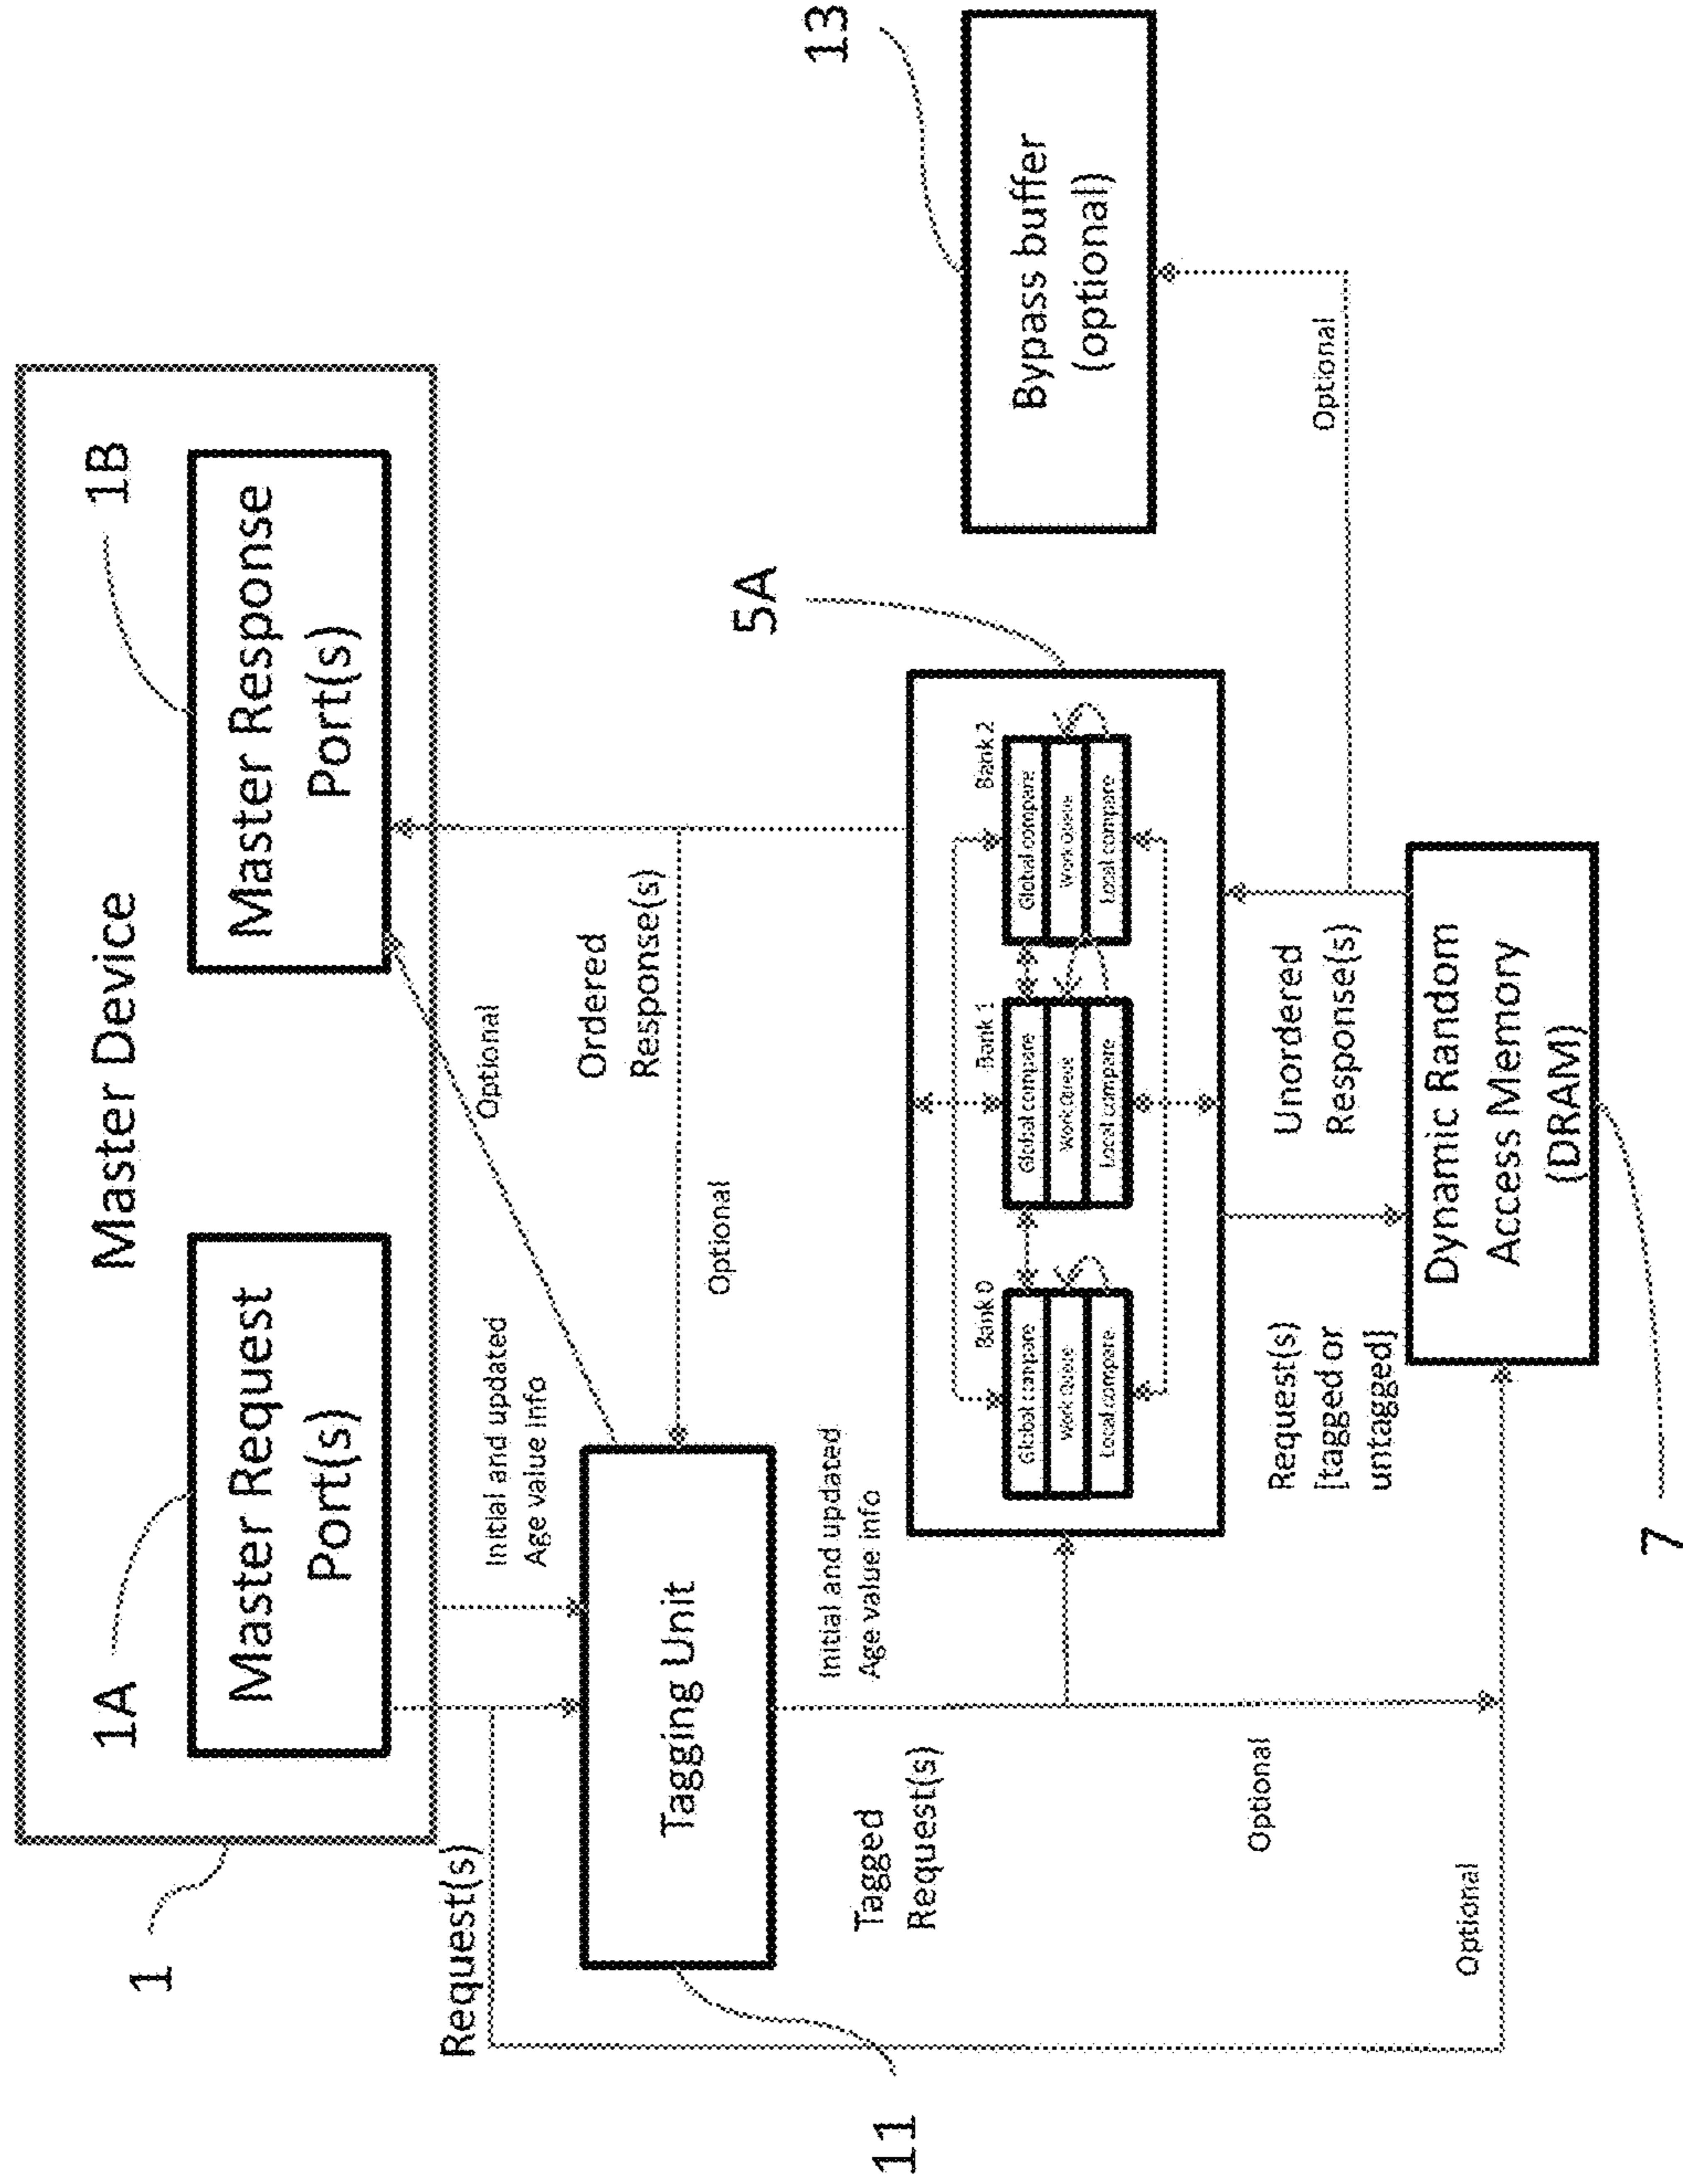 1
Master Device
1A
1B
Master Request
Port(s)
Master Response
Port(s)
Request(s)
Initial and updated
Age value info
Optional
Ordered
Response(s)
Optional
11
Tagging Unit
Initial and updated
Age value info
Tagged
Request(s)
5A
13
Bank 0
Global compare
Work Queue
Local compare
Bank 1
Global compare
Work Queue
Local compare
Bank 2
Global compare
Work Queue
Local compare
Bypass buffer
(optional)
Optional
Request(s)
[tagged or
untagged]
Unordered
Response(s)
Optional
Optional
Dynamic Random
Access Memory
(DRAM)
7